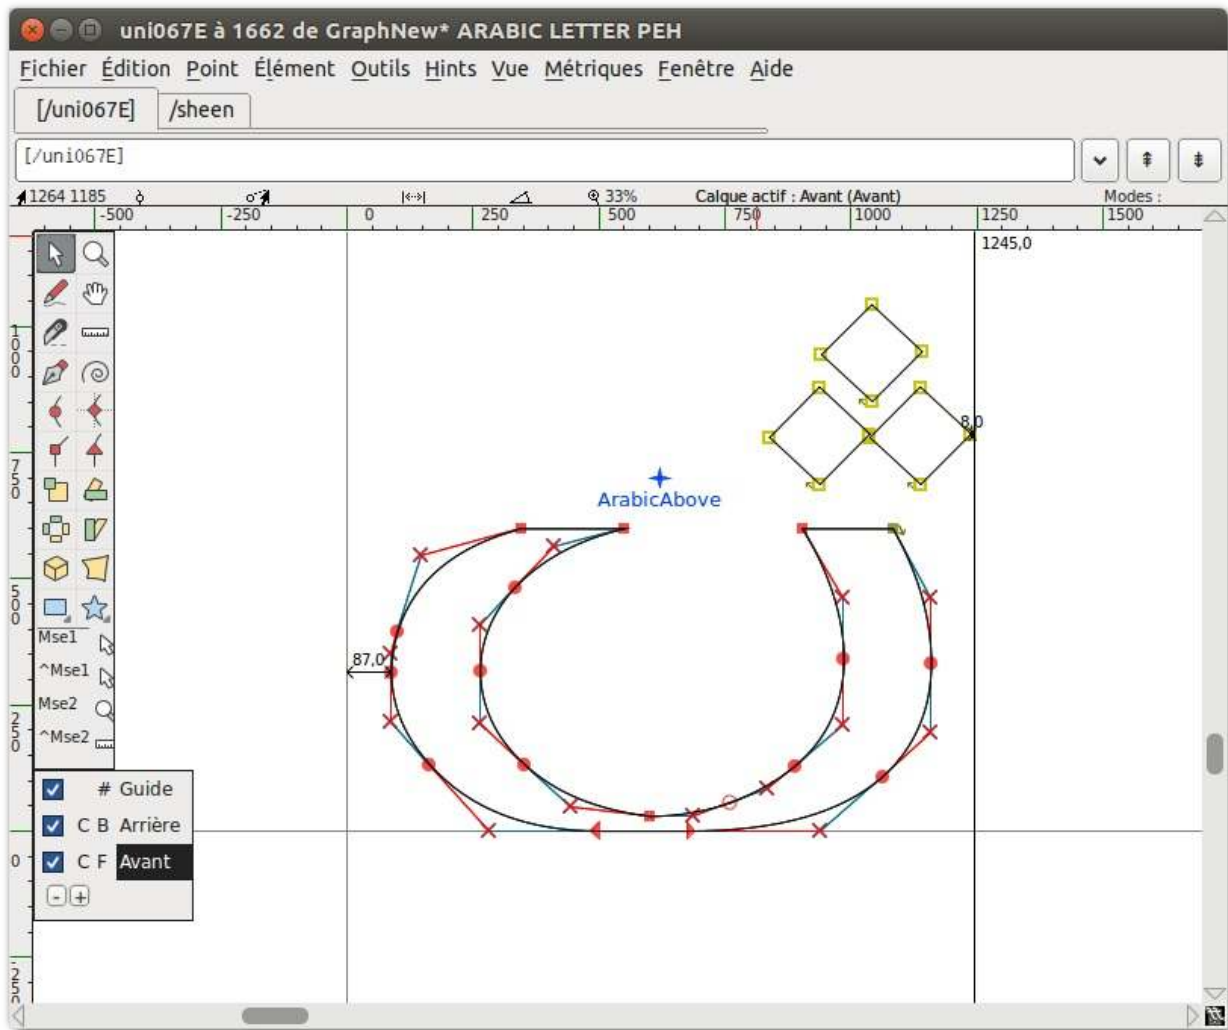 uni067E à 1662 de GraphNew* ARABIC LETTER PEH
Fichier Édition Point Élément Outils Hints Vue Métriques Fenêtre Aide
[/uni067E] /sheen
[/uni067E]
1264 1185 33% Calque actif : Avant (Avant) Modes :
-500 -250 0 250 500 750 1000 1250 1500
1245,0
1000
8,0
750
ArabicAbove
500
Mse1
87,0
^Mse1
Mse2
250
^Mse2
# Guide
C B Arrière
0
C F Avant
- +
-250